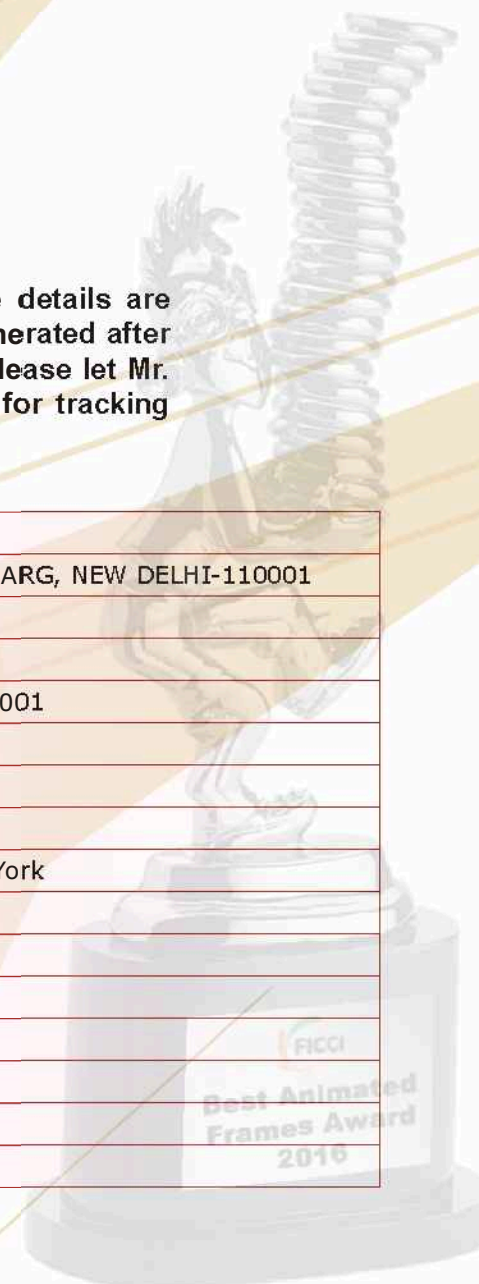 details are
nerated after
lease let Mr.
for tracking
ARG, NEW DELHI-110001
001
York
FICCI
Best Animated
Frames Award
2016